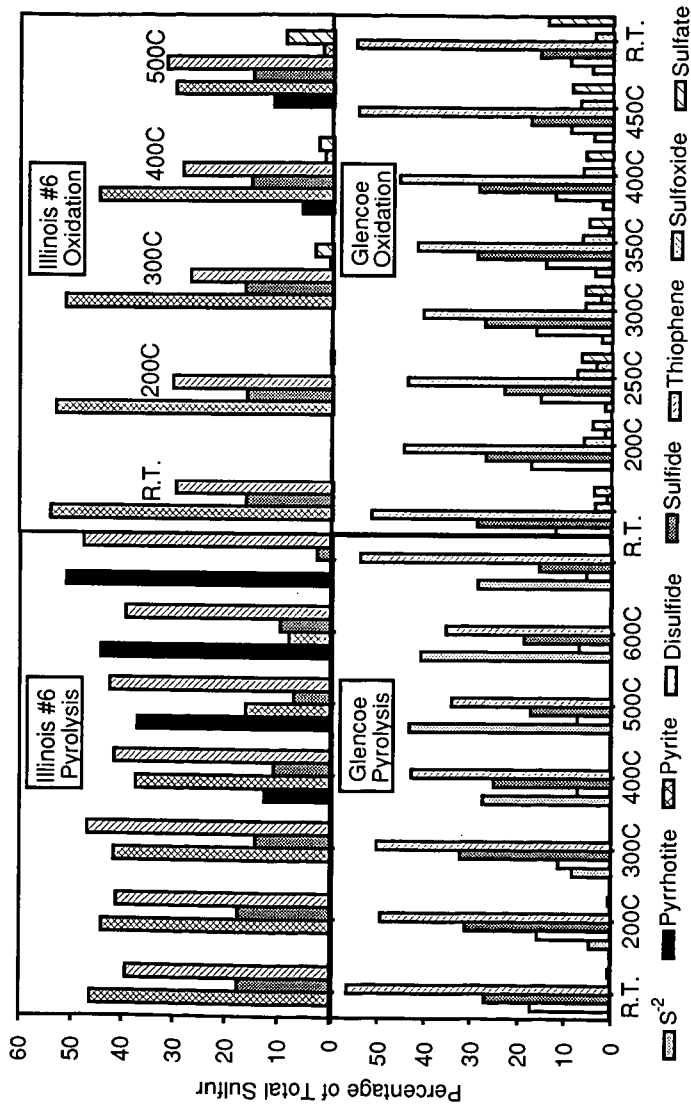 Percentage of Total Sulfur
60
50
40
30
20
10
0
50
40
30
20
10
Illinois #6
Pyrolysis
Illinois #6
Oxidation
R.T. 200C 300C 400C 500C
Glencoe
Pyrolysis
Glencoe
Oxidation
R.T. 200C 300C 400C 500C 600C R.T. 200C 250C 300C 350C 400C 450C R.T.
S⁻² Pyrrhotite Pyrite Disulfide Sulfide Thiophene Sulfoxide Sulfate